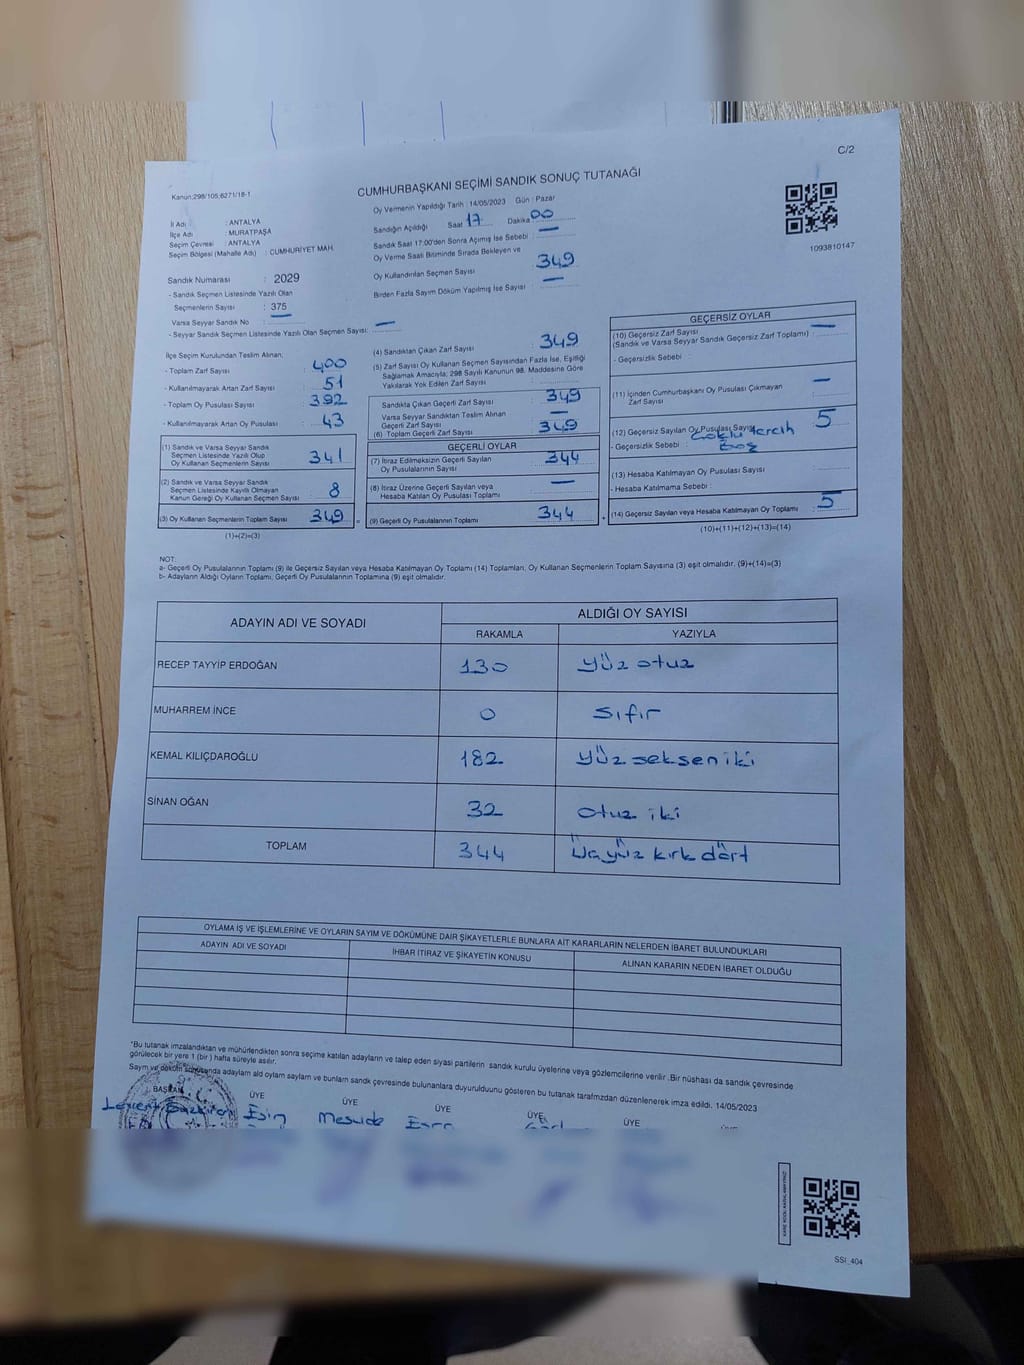 C/2
Kanun:298/105;6271/18-1
CUMHURBAŞKANI SEÇİMİ SANDIK SONUÇ TUTANAĞI
İl Adı : ANTALYA
İlçe Adı : MURATPAŞA
Seçim Çevresi : ANTALYA
Seçim Bölgesi (Mahalle Adı) : CUMHURİYET MAH.
Oy Vermenin Yapıldığı Tarih : 14/05/2023 Gün : Pazar
Sandığın Açıldığı Saat 17 Dakika 00
Sandık Saat 17:00'den Sonra Açımış İse Sebebi : —
Oy Verme Saati Bitiminde Sırada Bekleyen ve
Oy Kullandırılan Seçmen Sayısı 349
Birden Fazla Sayım Döküm Yapılmış İse Sayısı : —
1093810147
Sandık Numarası : 2029
- Sandık Seçmen Listesinde Yazılı Olan
Seçmenlerin Sayısı : 375
Varsa Seyyar Sandık No : —
- Seyyar Sandık Seçmen Listesinde Yazılı Olan Seçmen Sayısı: —
İlçe Seçim Kurulundan Teslim Alınan;
- Toplam Zarf Sayısı : 400
- Kullanılmayarak Artan Zarf Sayısı : 51
- Toplam Oy Pusulası Sayısı : 392
- Kullanılmayarak Artan Oy Pusulası : 43
(1) Sandık ve Varsa Seyyar Sandık
Seçmen Listesinde Yazılı Olup
Oy Kullanan Seçmenlerin Sayısı : 341
(2) Sandık ve Varsa Seyyar Sandık
Seçmen Listesinde Kayıtlı Olmayan
Kanun Gereği Oy Kullanan Seçmen Sayısı : 8
(3) Oy Kullanan Seçmenlerin Toplam Sayısı : 349
(1)+(2)=(3)
(4) Sandıktan Çıkan Zarf Sayısı : 349
(5) Zarf Sayısı Oy Kullanan Seçmen Sayısından Fazla İse, Eşitliği
Sağlamak Amacıyla; 298 Sayılı Kanunun 98. Maddesine Göre
Yakılarak Yok Edilen Zarf Sayısı :
Sandıkta Çıkan Geçerli Zarf Sayısı : 349
Varsa Seyyar Sandıktan Teslim Alınan
Geçerli Zarf Sayısı : —
(6) Toplam Geçerli Zarf Sayısı : 349
GEÇERLİ OYLAR
(7) İtiraz Edilmeksizin Geçerli Sayılan
Oy Pusulalarının Sayısı : 344
(8) İtiraz Üzerine Geçerli Sayılan veya
Hesaba Katılan Oy Pusulası Toplamı : —
(9) Geçerli Oy Pusulalarının Toplamı : 344
GEÇERSİZ OYLAR
(10) Geçersiz Zarf Sayısı
(Sandık ve Varsa Seyyar Sandık Geçersiz Zarf Toplamı) : —
- Geçersizlik Sebebi :
(11) İçinden Cumhurbaşkanı Oy Pusulası Çıkmayan
Zarf Sayısı : —
(12) Geçersiz Sayılan Oy Pusulası Sayısı : 5
- Geçersizlik Sebebi : Çoklu tercih
Boş
(13) Hesaba Katılmayan Oy Pusulası Sayısı :
- Hesaba Katılmama Sebebi :
(14) Geçersiz Sayılan veya Hesaba Katılmayan Oy Toplamı : 5
(10)+(11)+(12)+(13)=(14)
NOT:
a- Geçerli Oy Pusulalarının Toplamı (9) ile Geçersiz Sayılan veya Hesaba Katılmayan Oy Toplamı (14) Toplamları, Oy Kullanan Seçmenlerin Toplam Sayısına (3) eşit olmalıdır. (9)+(14)=(3)
b- Adayların Aldığı Oyların Toplamı; Geçerli Oy Pusulalarının Toplamına (9) eşit olmalıdır.
ADAYIN ADI VE SOYADI ALDIĞI OY SAYISI
RAKAMLA YAZIYLA
RECEP TAYYİP ERDOĞAN 130 yüz otuz
MUHARREM İNCE 0 sıfır
KEMAL KILIÇDAROĞLU 182 yüz seksen iki
SİNAN OĞAN 32 otuz iki
TOPLAM 344 üçyüz kırk dört
OYLAMA İŞ VE İŞLEMLERİNE VE OYLARIN SAYIM VE DÖKÜMÜNE DAİR ŞİKAYETLERLE BUNLARA AİT KARARLARIN NELERDEN İBARET BULUNDUKLARI
ADAYIN ADI VE SOYADI İHBAR İTİRAZ VE ŞİKAYETİN KONUSU ALINAN KARARIN NEDEN İBARET OLDUĞU
*Bu tutanak imzalandıktan ve mühürlendikten sonra seçime katılan adayların ve talep eden siyasi partilerin sandık kurulu üyelerine veya gözlemcilerine verilir .Bir nüshası da sandık çevresinde
görülecek bir yere 1 (bir ) hafta süreyle asılır.
Sayım ve döküm sonucunda adayların aldığı oyların sayıları ve bunların sandık çevresinde bulunanlara duyurulduğunu gösteren bu tutanak tarafımızdan düzenlenerek imza edildi. 14/05/2023
BAŞKAN ÜYE ÜYE ÜYE ÜYE ÜYE
Levent Esin Mesude Esra
SSİ_404